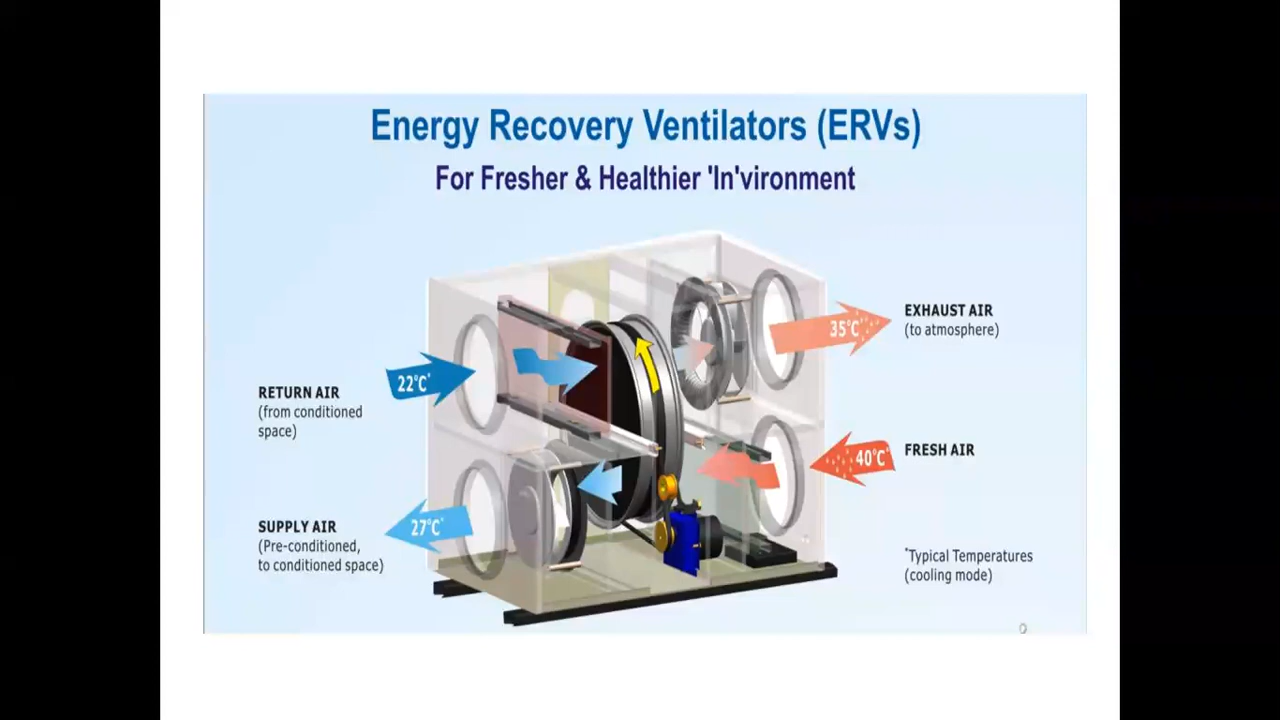 Energy Recovery Ventilators (ERVs)
For Fresher & Healthier 'In'vironment
EXHAUST AIR
(to atmosphere)
35°C*
22°C*
RETURN AIR
(from conditioned
space)
FRESH AIR
40°C*
SUPPLY AIR
(Pre-conditioned,
to conditioned space)
27°C*
*Typical Temperatures
(cooling mode)